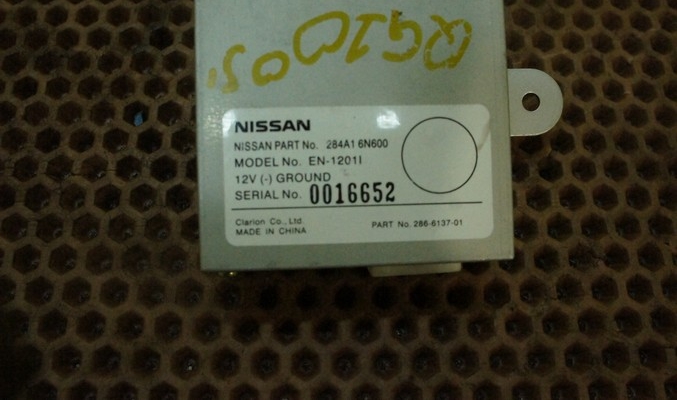 NISSAN
NISSAN PART No. 284A1 6N600
MODEL No. EN-1201I
12V (-) GROUND
SERIAL No. 0016652
Clarion Co., Ltd.
MADE IN CHINA
PART No. 286-6137-01